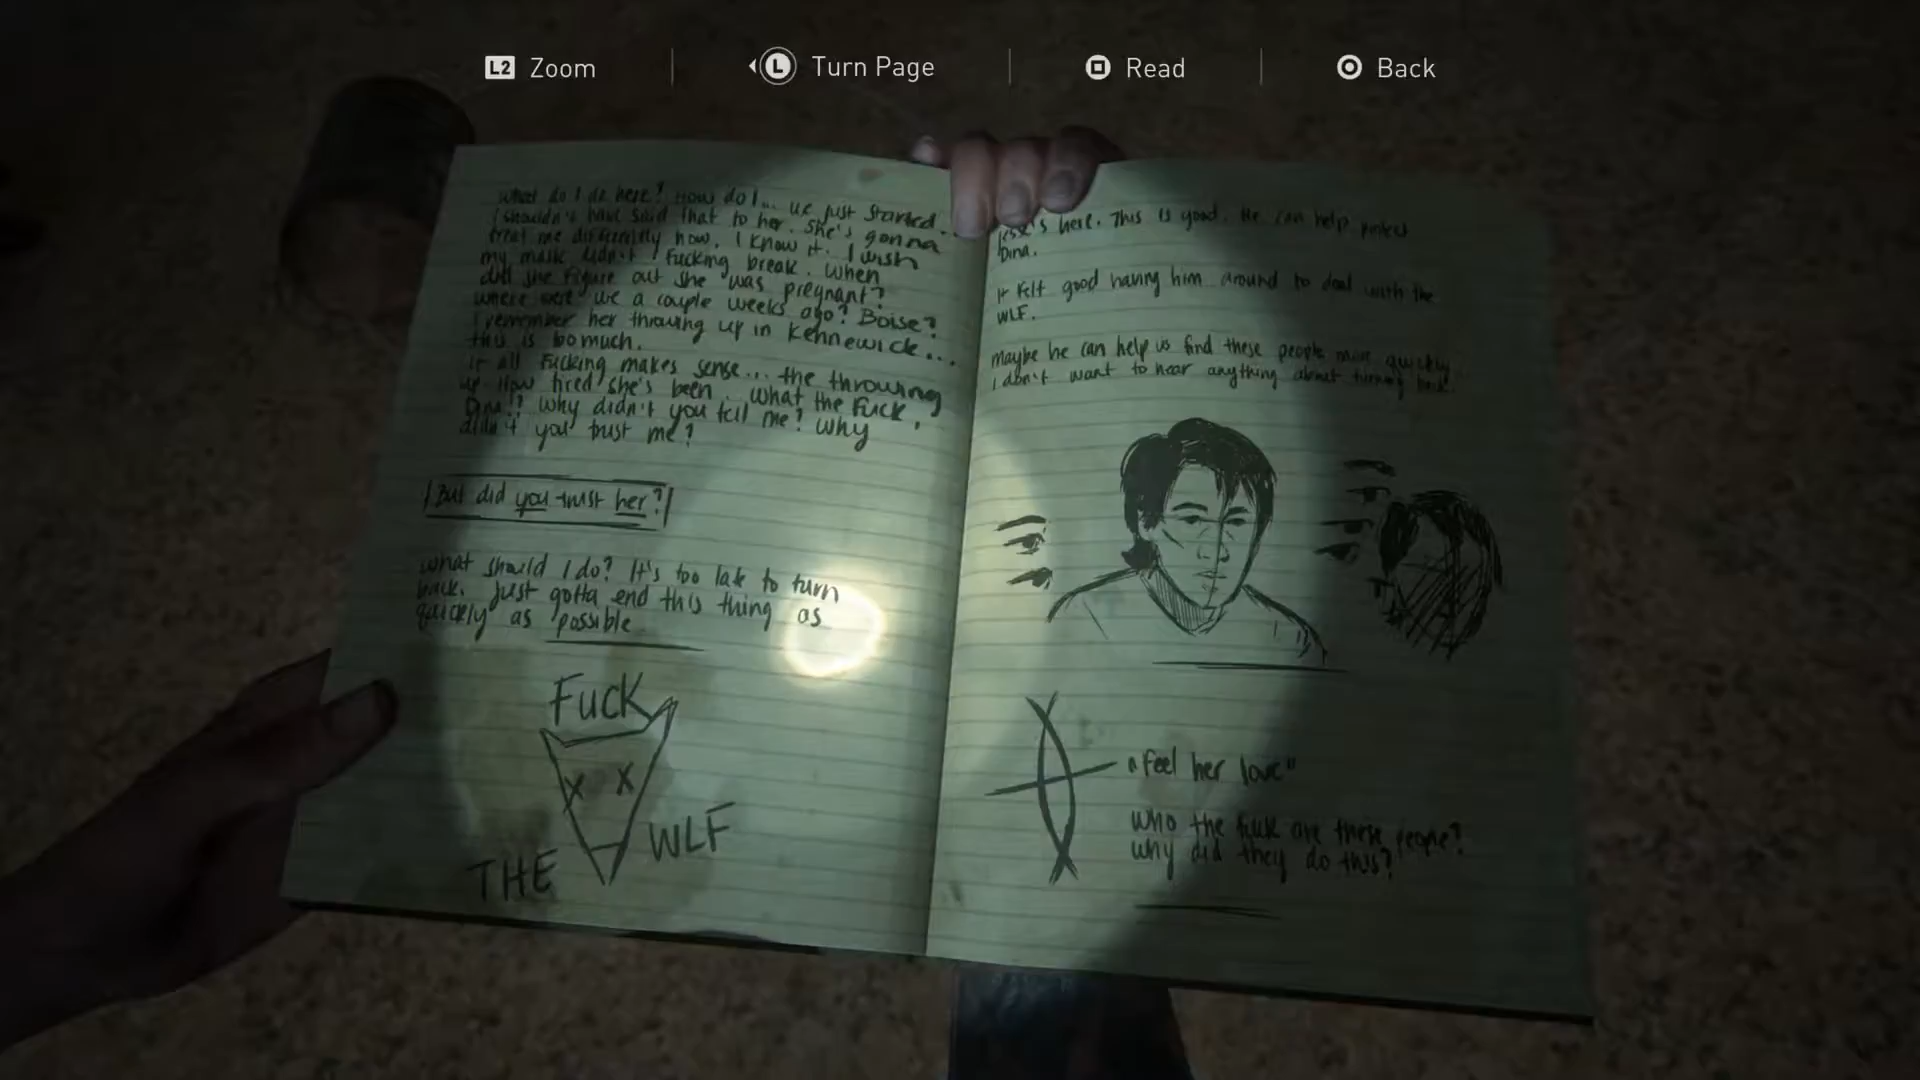 L2 Zoom
L Turn Page
Read
Back
what do I do here? How do I... we just started..
I shouldn't have said that to her. She's gonna
treat me differently now. I know it. I wish
my mask didn't fucking break. When
did she figure out she was pregnant?
where were we a couple weeks ago? Boise?
I remember her throwing up in Kennewick...
this is too much.
It all fucking makes sense... the throwing
up. How tired she's been. What the fuck,
Dina!? Why didn't you tell me? Why
didn't you trust me?
But did you trust her?
what should I do? It's too late to turn
back. Just gotta end this thing as
quickly as possible
Fuck
THE WLF
Jesse's here. This is good. He can help protect
Dina.
It felt good having him around to deal with the
WLF.
maybe he can help us find these people more quickly
I don't want to hear anything about turning back.
"feel her love"
who the fuck are these people?
why did they do this?